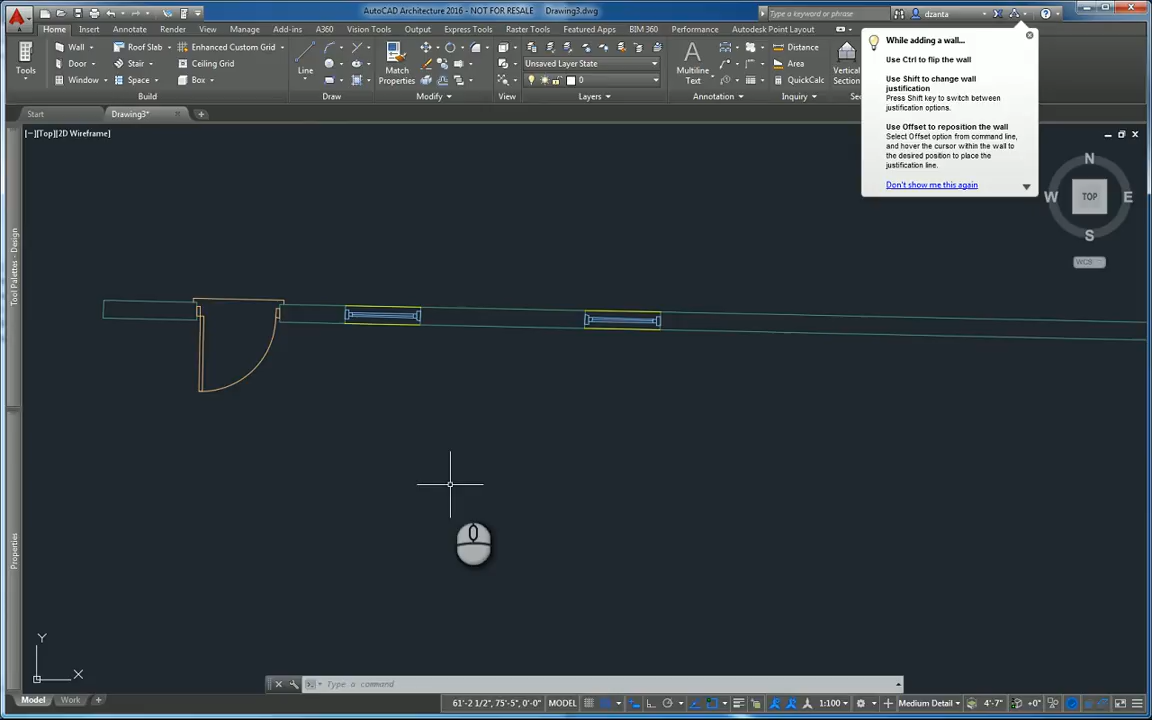 AutoCAD Architecture 2016 - NOT FOR RESALE Drawing3.dwg
Type a keyword or phrase
dzanta
Home Insert Annotate Render View Manage Add-ins A360 Vision Tools Output Express Tools Raster Tools Featured Apps BIM 360 Performance Autodesk Point Layout
Tools
Wall
Door
Window
Roof Slab
Stair
Space
Enhanced Custom Grid
Ceiling Grid
Box
Build
Line
Draw
Match
Properties
Modify
View
Unsaved Layer State
0
Layers
Multiline
Text
Annotation
Distance
Area
QuickCalc
Inquiry
Vertical
Section
While adding a wall...
Use Ctrl to flip the wall
Use Shift to change wall
justification
Press Shift key to switch between
justification options.
Use Offset to reposition the wall
Select Offset option from command line,
and hover the cursor within the wall to
the desired position to place the
justification line.
Don't show me this again
Start Drawing3*
[−][Top][2D Wireframe]
N
W TOP E
S
WCS
Tool Palettes - Design
Properties
Y
X
Type a command
Model Work
61'-2 1/2", 75'-5", 0'-0" MODEL 1:100 Medium Detail 4'-7" +0"